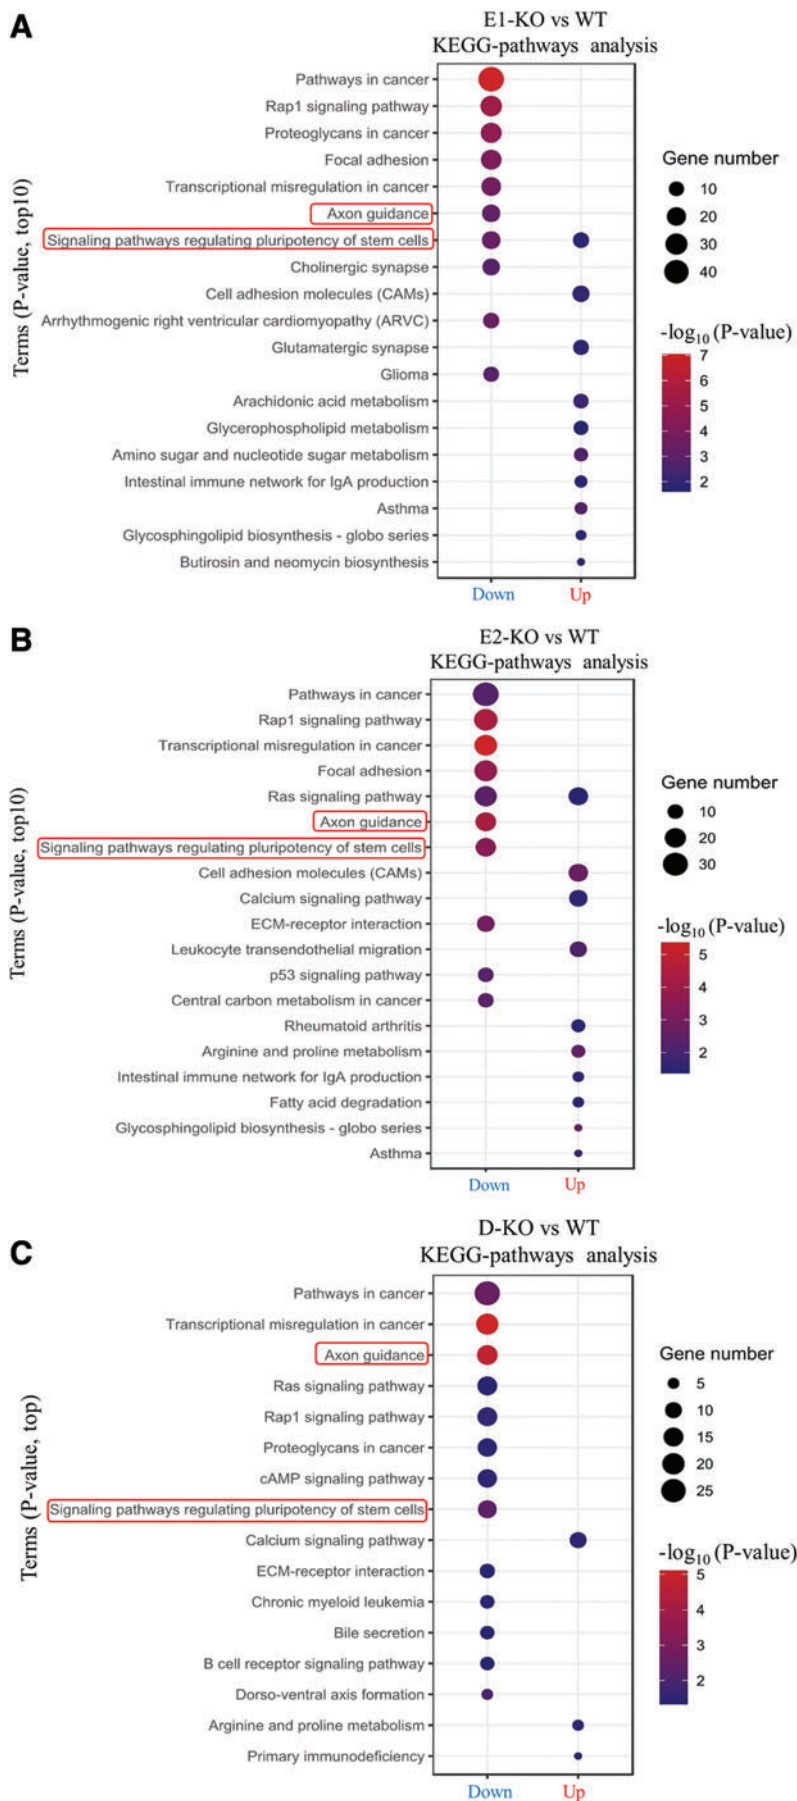 A
E1-KO vs WT
KEGG-pathways analysis
Terms (P-value, top10)
Pathways in cancer
Rap1 signaling pathway
Proteoglycans in cancer
Focal adhesion
Transcriptional misregulation in cancer
Axon guidance
Signaling pathways regulating pluripotency of stem cells
Cholinergic synapse
Cell adhesion molecules (CAMs)
Arrhythmogenic right ventricular cardiomyopathy (ARVC)
Glutamatergic synapse
Glioma
Arachidonic acid metabolism
Glycerophospholipid metabolism
Amino sugar and nucleotide sugar metabolism
Intestinal immune network for IgA production
Asthma
Glycosphingolipid biosynthesis - globo series
Butirosin and neomycin biosynthesis
Down Up
Gene number
10
20
30
40
-log10 (P-value)
7
6
5
4
3
2
B
E2-KO vs WT
KEGG-pathways analysis
Terms (P-value, top10)
Pathways in cancer
Rap1 signaling pathway
Transcriptional misregulation in cancer
Focal adhesion
Ras signaling pathway
Axon guidance
Signaling pathways regulating pluripotency of stem cells
Cell adhesion molecules (CAMs)
Calcium signaling pathway
ECM-receptor interaction
Leukocyte transendothelial migration
p53 signaling pathway
Central carbon metabolism in cancer
Rheumatoid arthritis
Arginine and proline metabolism
Intestinal immune network for IgA production
Fatty acid degradation
Glycosphingolipid biosynthesis - globo series
Asthma
Down Up
Gene number
10
20
30
-log10 (P-value)
5
4
3
2
C
D-KO vs WT
KEGG-pathways analysis
Terms (P-value, top)
Pathways in cancer
Transcriptional misregulation in cancer
Axon guidance
Ras signaling pathway
Rap1 signaling pathway
Proteoglycans in cancer
cAMP signaling pathway
Signaling pathways regulating pluripotency of stem cells
Calcium signaling pathway
ECM-receptor interaction
Chronic myeloid leukemia
Bile secretion
B cell receptor signaling pathway
Dorso-ventral axis formation
Arginine and proline metabolism
Primary immunodeficiency
Down Up
Gene number
5
10
15
20
25
-log10 (P-value)
5
4
3
2